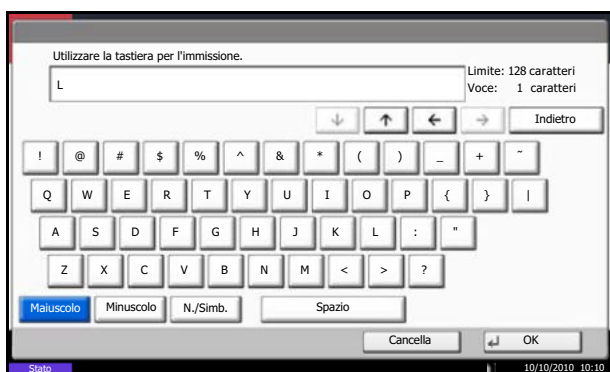 Utilizzare la tastiera per l'immissione.
Limite: 128 caratteri
L
Voce: 1 caratteri
↓ ↑ ← → Indietro
! @ # $ % ^ & * ( ) _ + ~
Q W E R T Y U I O P { } |
A S D F G H J K L : "
Z X C V B N M < > ?
Maiuscolo Minuscolo N./Simb. Spazio
Cancella OK
Stato 10/10/2010 10:10